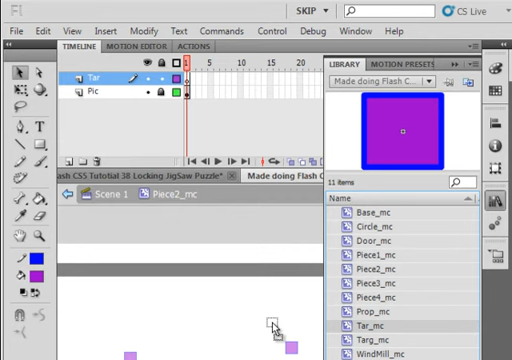 Fl
SKIP
CS Live
File Edit View Insert Modify Text Commands Control Debug Window Help
TIMELINE MOTION EDITOR ACTIONS
1 5 10 15 20
Tar
Pic
LIBRARY MOTION PRESETS
Made doing Flash C
11 items
Name
Base_mc
Circle_mc
Door_mc
Piece1_mc
Piece2_mc
Piece3_mc
Piece4_mc
Prop_mc
Tar_mc
Targ_mc
WindMill_mc
1
ash CS5 Tutotial 38 Locking JigSaw Puzzle*
Made doing Flash C
Scene 1 Piece2_mc